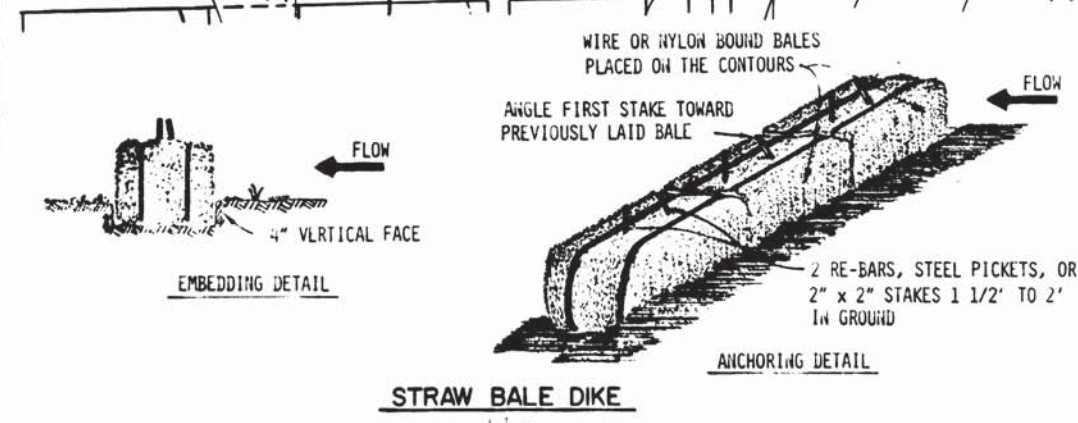 WIRE OR NYLON BOUND BALES
PLACED ON THE CONTOURS
FLOW
ANGLE FIRST STAKE TOWARD
PREVIOUSLY LAID BALE
FLOW
4" VERTICAL FACE
EMBEDDING DETAIL
2 RE-BARS, STEEL PICKETS, OR
2" x 2" STAKES 1 1/2' TO 2'
IN GROUND
ANCHORING DETAIL
STRAW BALE DIKE